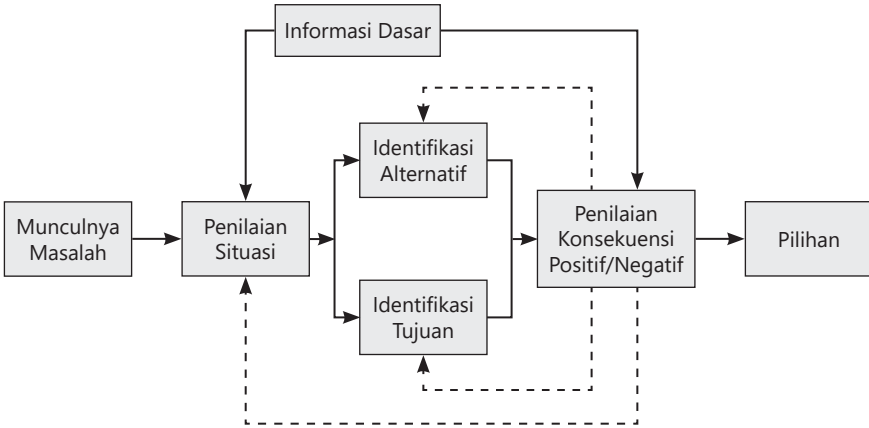 Informasi Dasar
Identifikasi
Alternatif
Munculnya
Masalah
Penilaian
Situasi
Penilaian
Konsekuensi
Positif/Negatif
Pilihan
Identifikasi
Tujuan